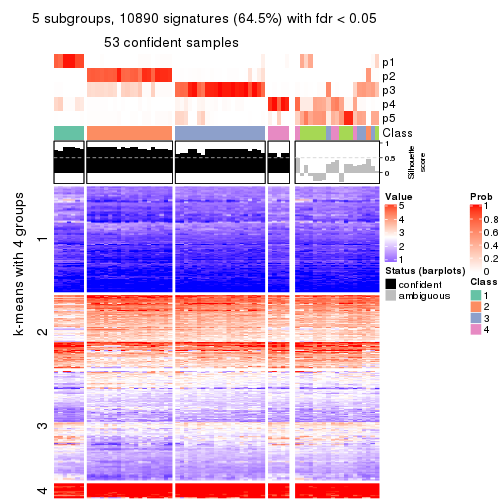 5 subgroups, 10890 signatures (64.5%) with fdr < 0.05
53 confident samples
p1
p2
p3
p4
p5
Class
1
0.5
0
Silhouette
score
k-means with 4 groups
1
2
3
4
Value
5
4
3
2
1
Status (barplots)
confident
ambiguous
Prob
1
0.8
0.6
0.4
0.2
0
Class
1
2
3
4